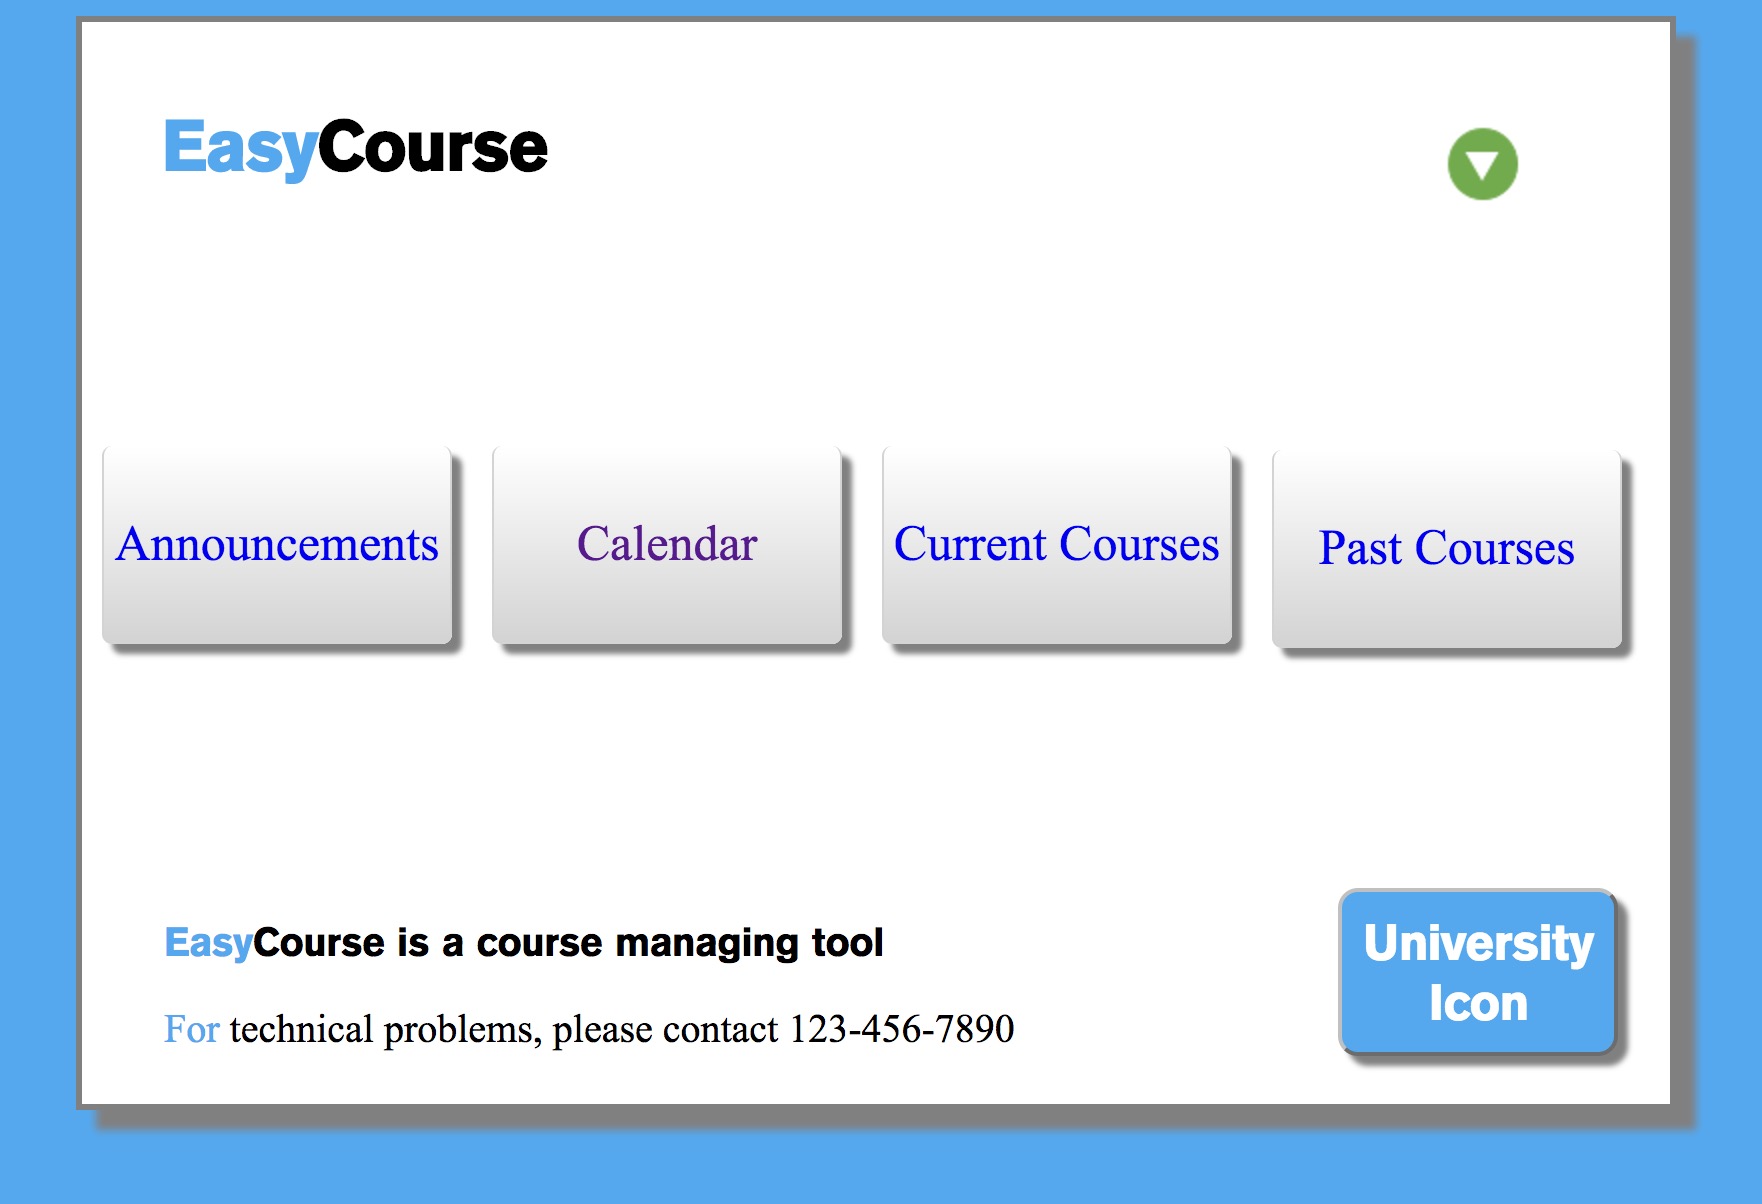 EasyCourse
Announcements
Calendar
Current Courses
Past Courses
EasyCourse is a course managing tool
For technical problems, please contact 123-456-7890
University
Icon